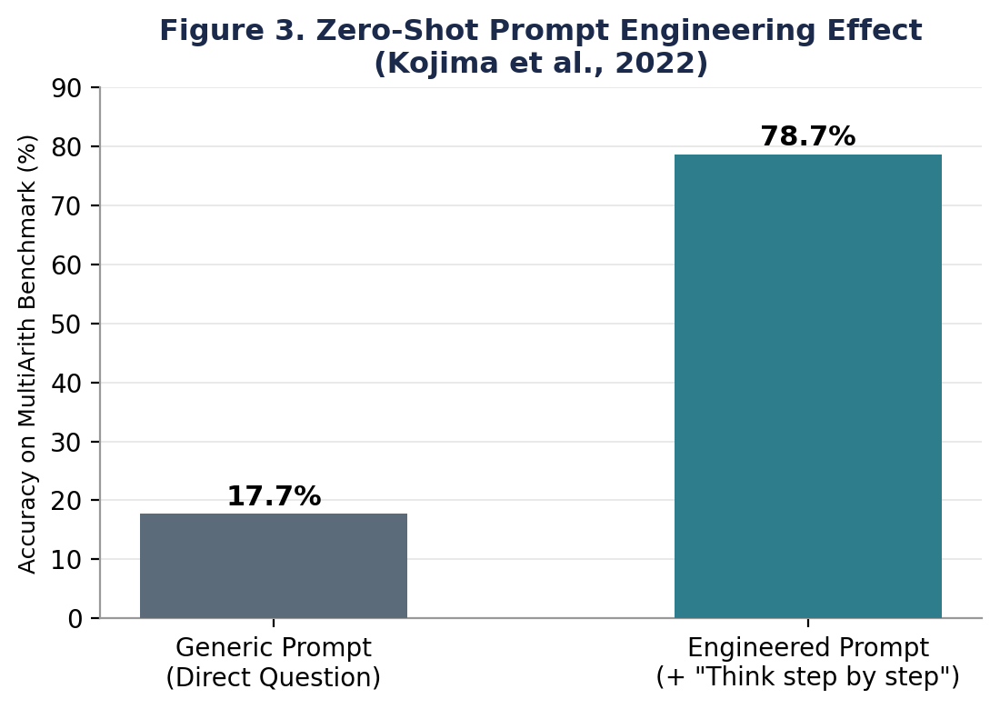 Figure 3. Zero-Shot Prompt Engineering Effect
(Kojima et al., 2022)
Accuracy on MultiArith Benchmark (%)
90
80
70
60
50
40
30
20
10
0
17.7%
78.7%
Generic Prompt
(Direct Question)
Engineered Prompt
(+ "Think step by step")